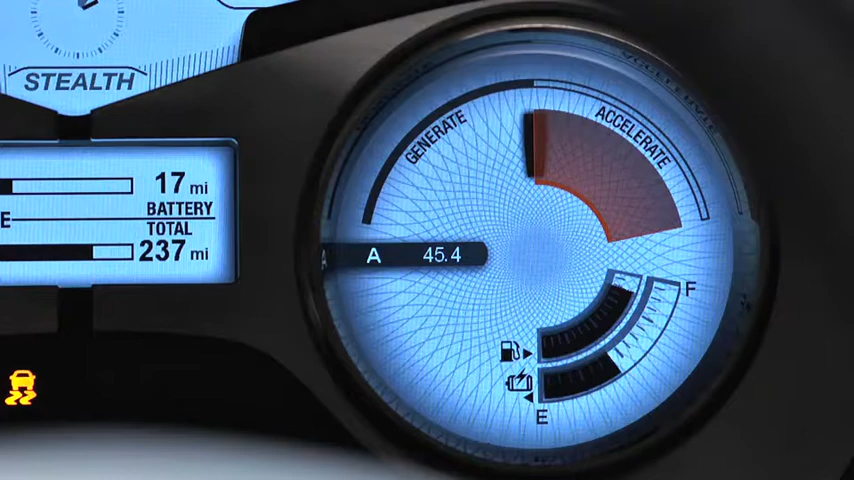 STEALTH
17 mi
BATTERY
E
TOTAL
237 mi
GENERATE
ACCELERATE
A
A 45.4
F
E